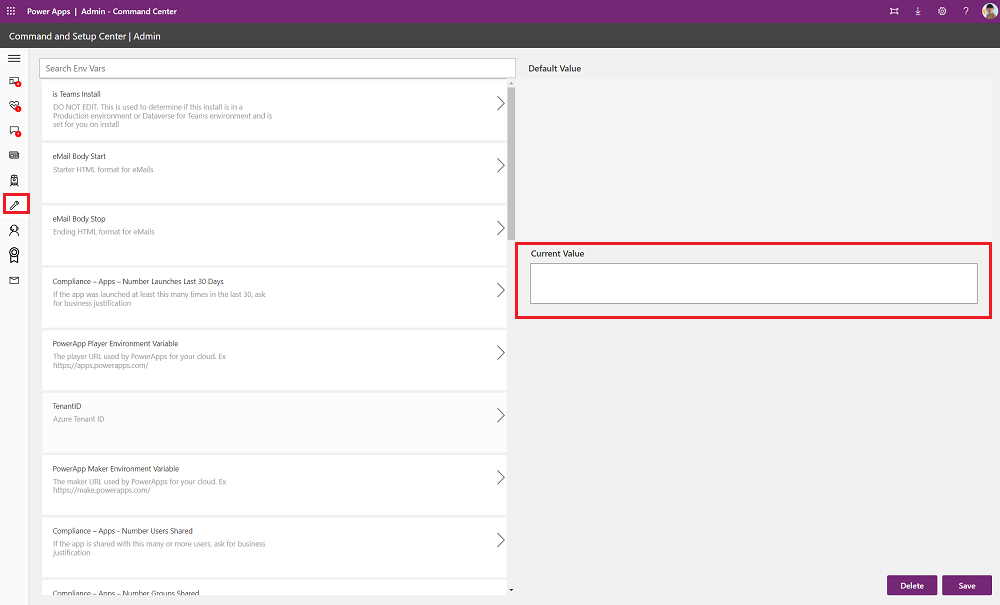 Power Apps | Admin - Command Center
?
Command and Setup Center | Admin
Search Env Vars
is Teams Install
DO NOT EDIT. This is used to determine if this install is in a
Production environment or Dataverse for Teams environment and is
set for you on install
eMail Body Start
Starter HTML format for eMails
eMail Body Stop
Ending HTML format for eMails
Compliance – Apps – Number Launches Last 30 Days
If the app was launched at least this many times in the last 30, ask
for business justification
PowerApp Player Environment Variable
The player URL used by PowerApps for your cloud. Ex
https://apps.powerapps.com/
TenantID
Azure Tenant ID
PowerApp Maker Environment Variable
The maker URL used by PowerApps for your cloud. Ex
https://make.powerapps.com/
Compliance – Apps - Number Users Shared
If the app is shared with this many or more users, ask for business
justification
Compliance – Apps - Number Groups Shared
Default Value
Current Value
Delete
Save